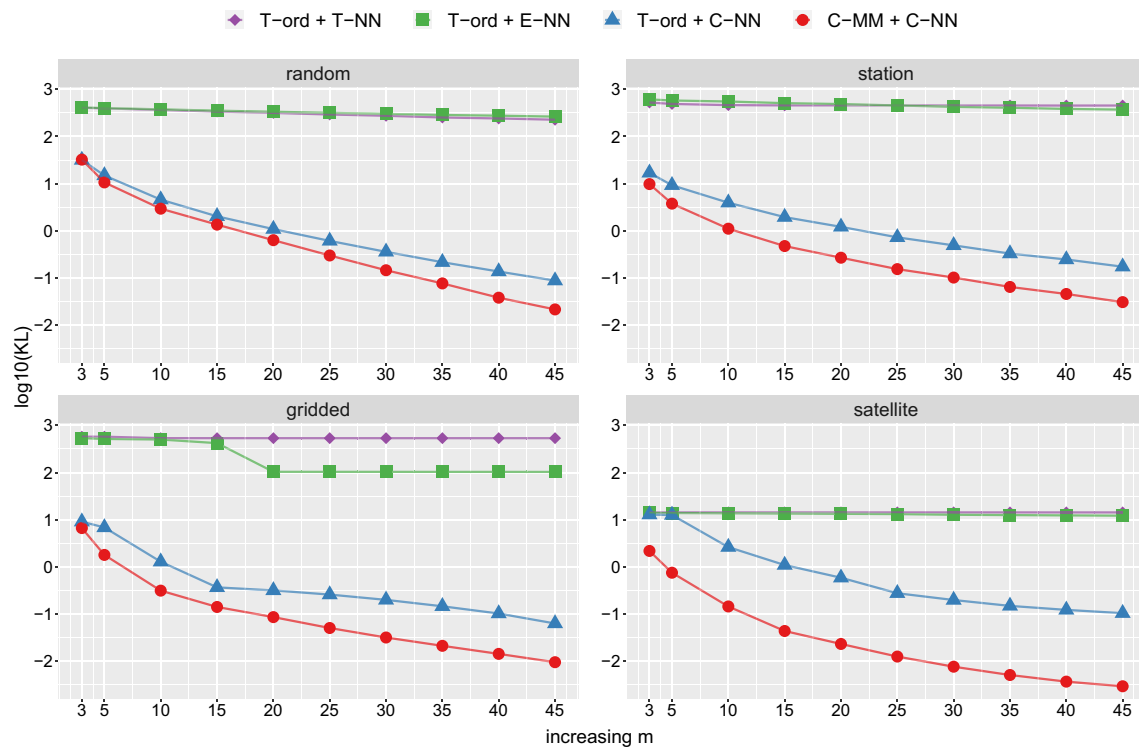 T−ord + T−NN T−ord + E−NN T−ord + C−NN C−MM + C−NN
random station
3 3
2 2
1 1
0 0
−1 −1
−2 −2
3 5 10 15 20 25 30 35 40 45 3 5 10 15 20 25 30 35 40 45
log10(KL)
gridded satellite
3 3
2 2
1 1
0 0
−1 −1
−2 −2
3 5 10 15 20 25 30 35 40 45 3 5 10 15 20 25 30 35 40 45
increasing m